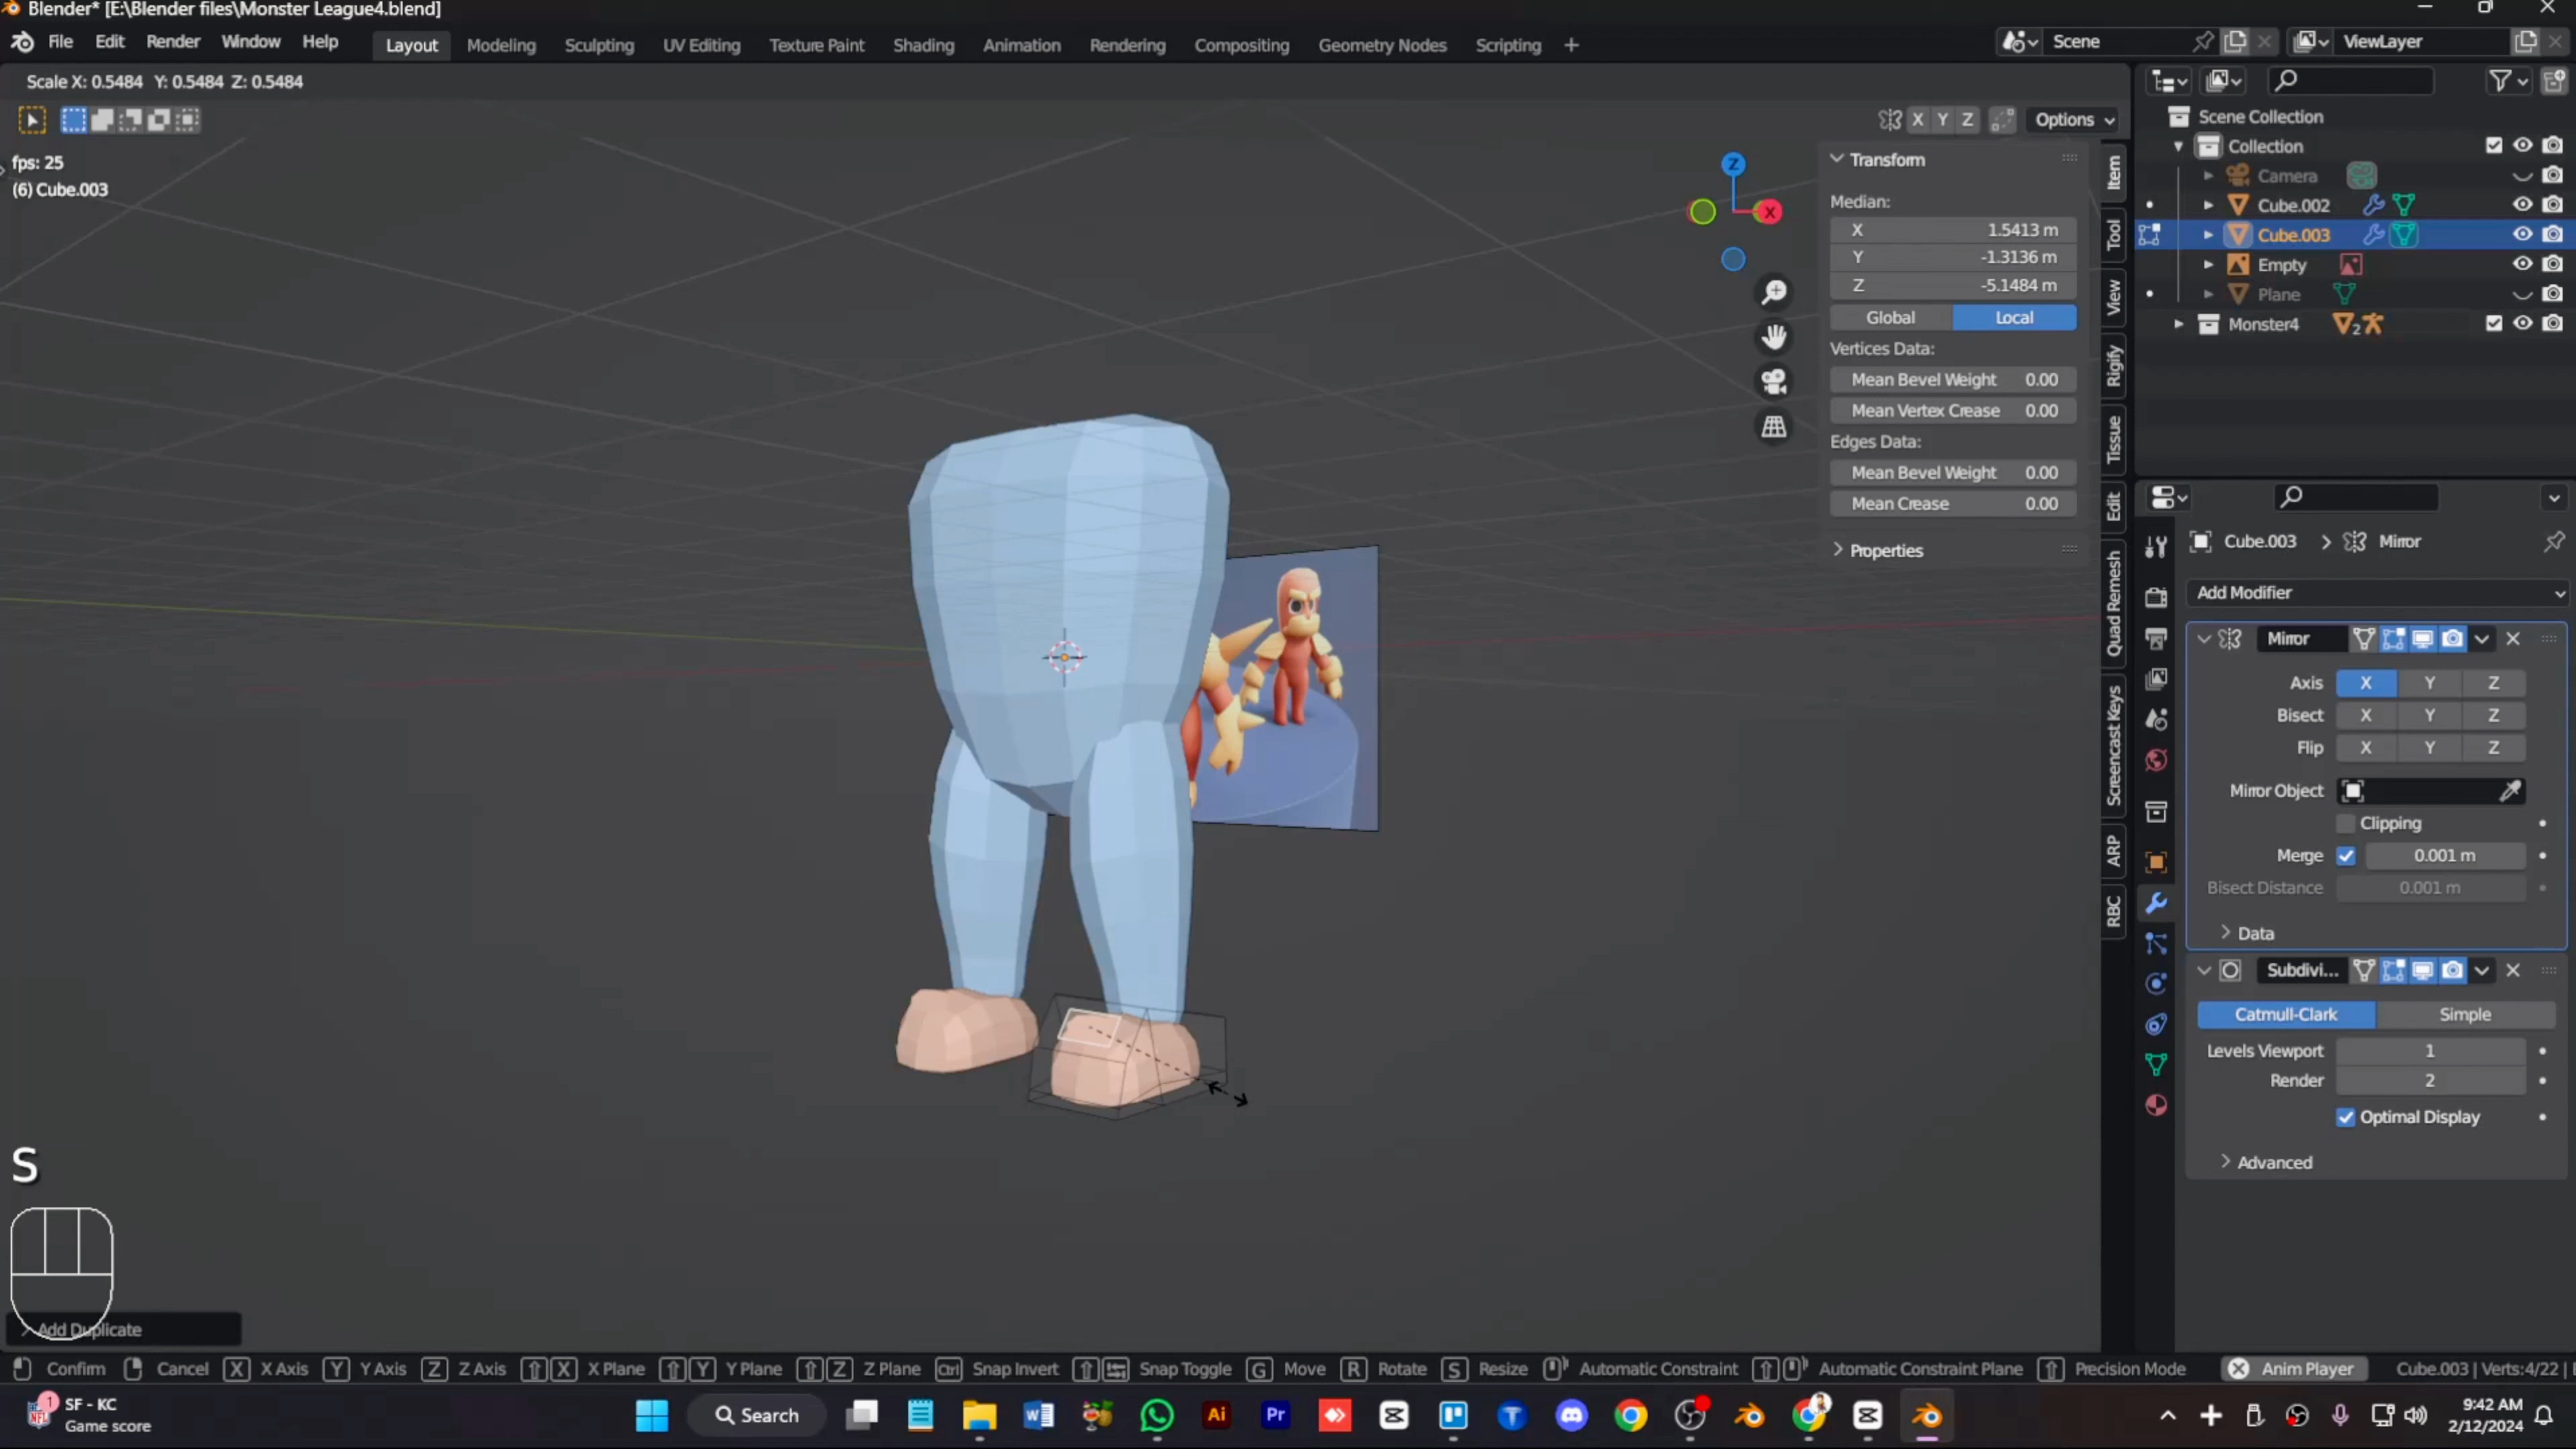 Blender* [E:\Blender files\Monster League4.blend]
File Edit Render Window Help Layout Modeling Sculpting UV Editing Texture Paint Shading Animation Rendering Compositing Geometry Nodes Scripting + Scene ViewLayer
Scale X: 0.5484 Y: 0.5484 Z: 0.5484
X Y Z Options
fps: 25
(6) Cube.003
Z
X
Transform
Median:
X 1.5413 m
Y -1.3136 m
Z -5.1484 m
Global Local
Vertices Data:
Mean Bevel Weight 0.00
Mean Vertex Crease 0.00
Edges Data:
Mean Bevel Weight 0.00
Mean Crease 0.00
Properties
Item
Tool
View
Rigify
Tissue
Edit
Quad Remesh
Screencast Keys
ARP
RBC
Scene Collection
Collection
Camera
Cube.002
Cube.003
Empty
Plane
Monster4 2
Cube.003 > Mirror
Add Modifier
Mirror
Axis X Y Z
Bisect X Y Z
Flip X Y Z
Mirror Object
Clipping
Merge 0.001 m
Bisect Distance 0.001 m
Data
Subdivi...
Catmull-Clark Simple
Levels Viewport 1
Render 2
Optimal Display
Advanced
S
Add Duplicate
Confirm Cancel X X Axis Y Y Axis Z Z Axis X X Plane Y Y Plane Z Z Plane Ctrl Snap Invert Snap Toggle G Move R Rotate S Resize Automatic Constraint Automatic Constraint Plane Precision Mode Anim Player Cube.003 | Verts:4/22 |
1 SF - KC
Game score
Search
Ai
Pr
9:42 AM
2/12/2024